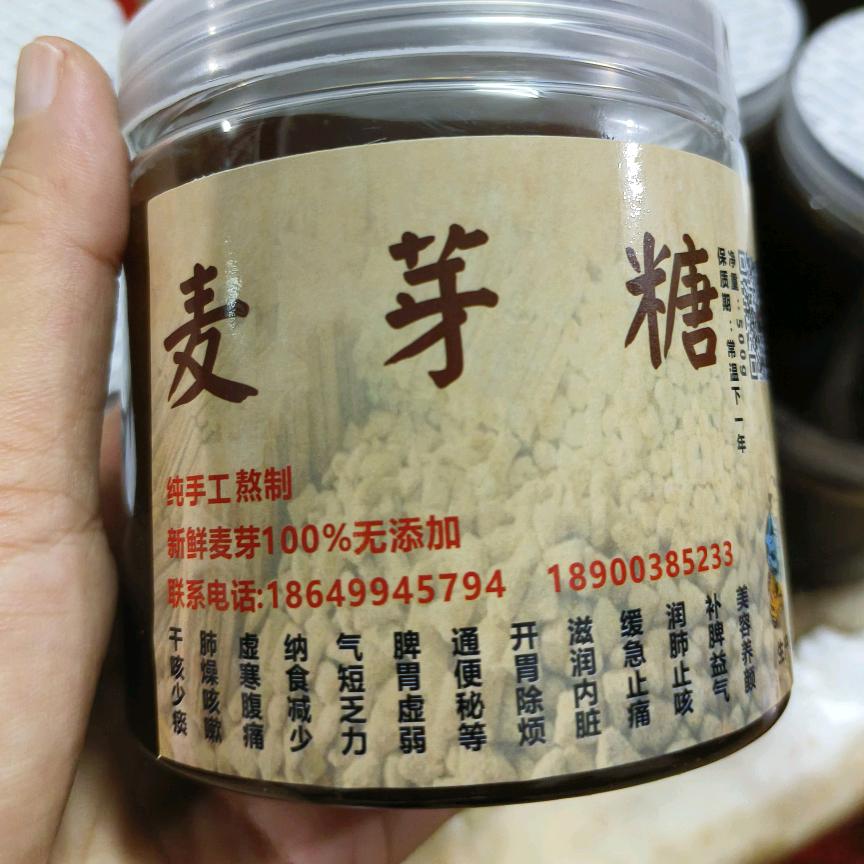 麦芽糖
净重:500g
保质期:常温下一年
纯手工熬制
新鲜麦芽100%无添加
联系电话:18649945794 18900385233
美容养颜
补脾益气
润肺止咳
缓急止痛
滋润内脏
开胃除烦
通便秘等
脾胃虚弱
气短乏力
纳食减少
虚寒腹痛
肺燥咳嗽
干咳少痰